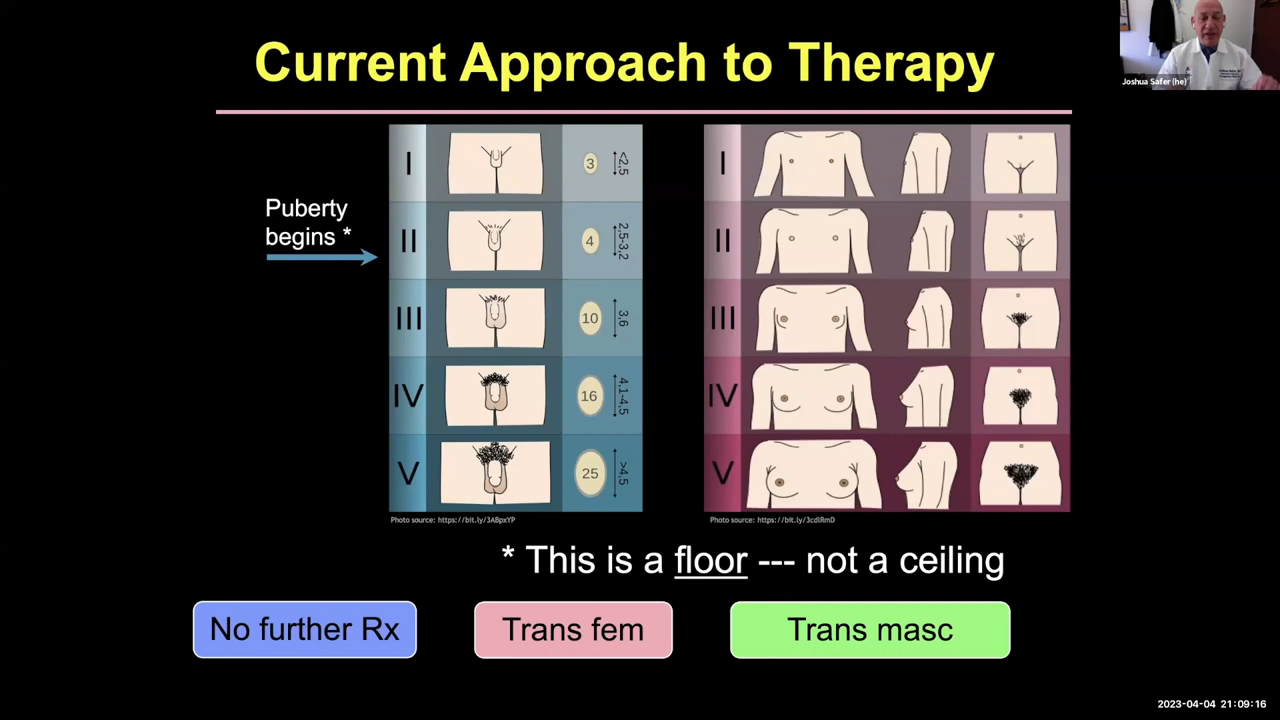 Current Approach to Therapy
Joshua Safer (he)
Puberty
begins *
I
3
<2,5
II
4
2,5-3,2
III
10
3,6
IV
16
4,1-4,5
V
25
>4,5
Photo source: https://bit.ly/3ABpxYP
I
II
III
IV
V
Photo source: https://bit.ly/3cdlRmD
* This is a floor --- not a ceiling
No further Rx
Trans fem
Trans masc
2023-04-04 21:09:16